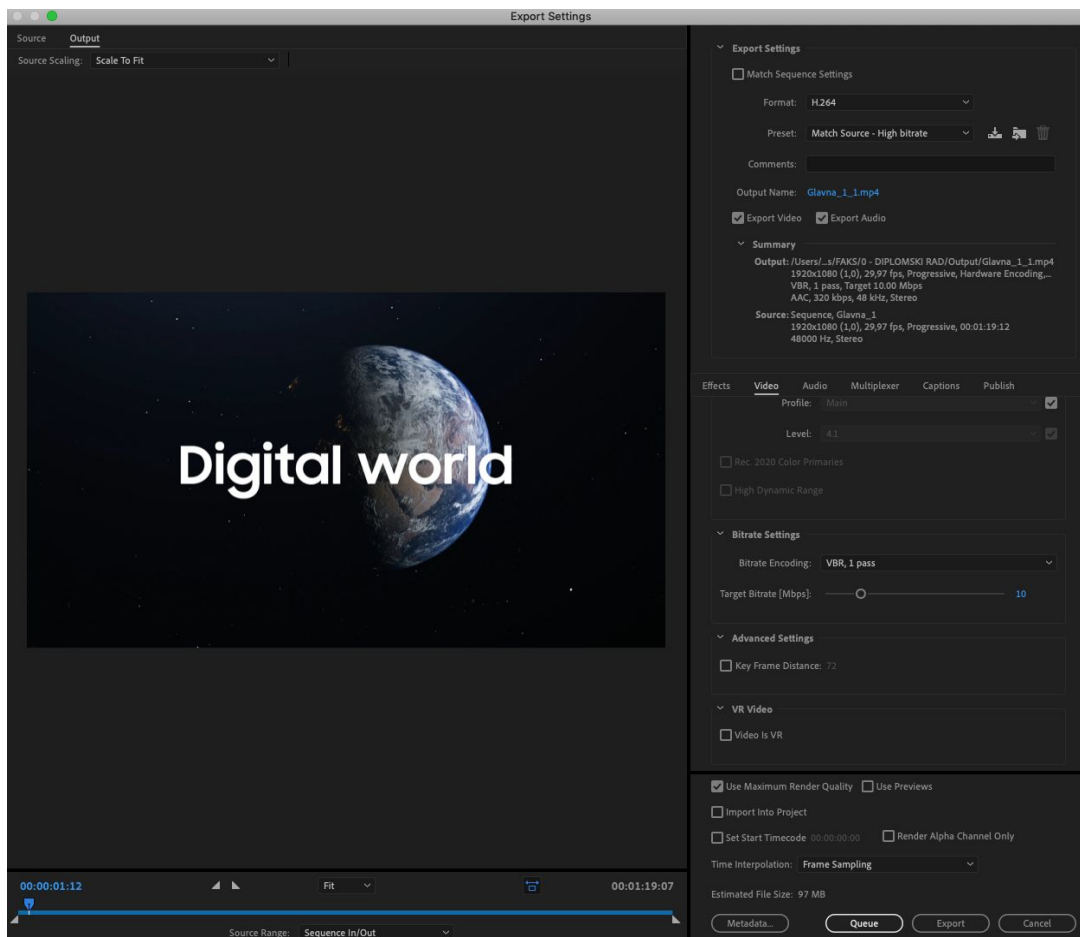 Export Settings
Source Output
Source Scaling: Scale To Fit
Digital world
00:00:01:12 Fit 00:01:19:07
Source Range: Sequence In/Out
Export Settings
Match Sequence Settings
Format: H.264
Preset: Match Source - High bitrate
Comments:
Output Name: Glavna_1_1.mp4
Export Video Export Audio
Summary
Output: /Users/...s/FAKS/0 - DIPLOMSKI RAD/Output/Glavna_1_1.mp4
1920x1080 (1,0), 29,97 fps, Progressive, Hardware Encoding,...
VBR, 1 pass, Target 10.00 Mbps
AAC, 320 kbps, 48 kHz, Stereo
Source: Sequence, Glavna_1
1920x1080 (1,0), 29,97 fps, Progressive, 00:01:19:12
48000 Hz, Stereo
Effects Video Audio Multiplexer Captions Publish
Profile: Main
Level: 4.1
Rec. 2020 Color Primaries
High Dynamic Range
Bitrate Settings
Bitrate Encoding: VBR, 1 pass
Target Bitrate [Mbps]: 10
Advanced Settings
Key Frame Distance: 72
VR Video
Video Is VR
Use Maximum Render Quality Use Previews
Import Into Project
Set Start Timecode 00:00:00:00 Render Alpha Channel Only
Time Interpolation: Frame Sampling
Estimated File Size: 97 MB
Metadata... Queue Export Cancel